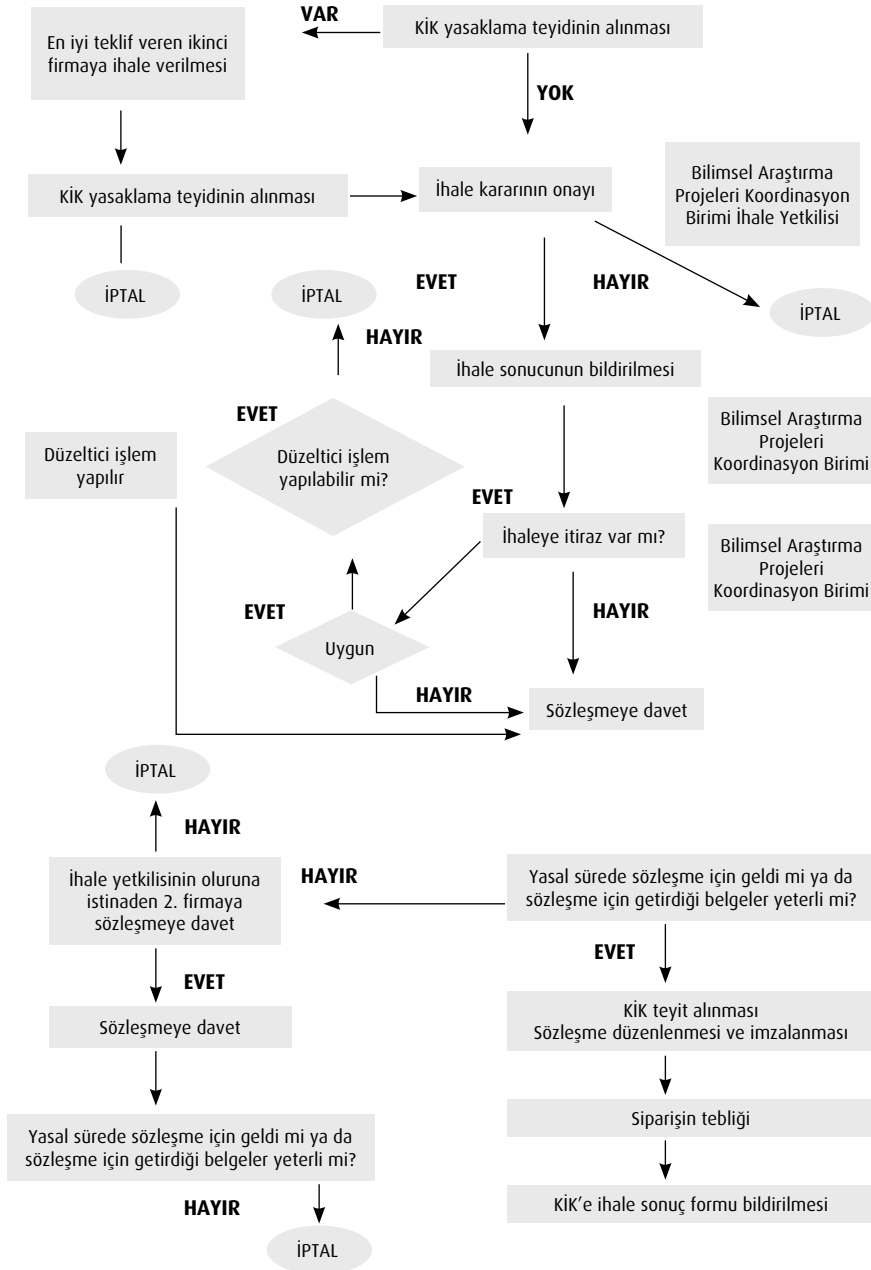 VAR
KİK yasaklama teyidinin alınması
En iyi teklif veren ikinci
firmaya ihale verilmesi
YOK
KİK yasaklama teyidinin alınması
İhale kararının onayı
Bilimsel Araştırma
Projeleri Koordinasyon
Birimi İhale Yetkilisi
İPTAL
İPTAL
EVET
HAYIR
İPTAL
HAYIR
İhale sonucunun bildirilmesi
EVET
Düzeltici işlem
yapılır
Düzeltici işlem
yapılabilir mi?
Bilimsel Araştırma
Projeleri
Koordinasyon Birimi
EVET
İhaleye itiraz var mı?
Bilimsel Araştırma
Projeleri
Koordinasyon Birimi
EVET
HAYIR
Uygun
HAYIR
Sözleşmeye davet
İPTAL
HAYIR
İhale yetkilisinin oluruna
istinaden 2. firmaya
sözleşmeye davet
HAYIR
Yasal sürede sözleşme için geldi mi ya da
sözleşme için getirdiği belgeler yeterli mi?
EVET
EVET
Sözleşmeye davet
KİK teyit alınması
Sözleşme düzenlenmesi ve imzalanması
Yasal sürede sözleşme için geldi mi ya da
sözleşme için getirdiği belgeler yeterli mi?
Siparişin tebliği
HAYIR
KİK’e ihale sonuç formu bildirilmesi
İPTAL